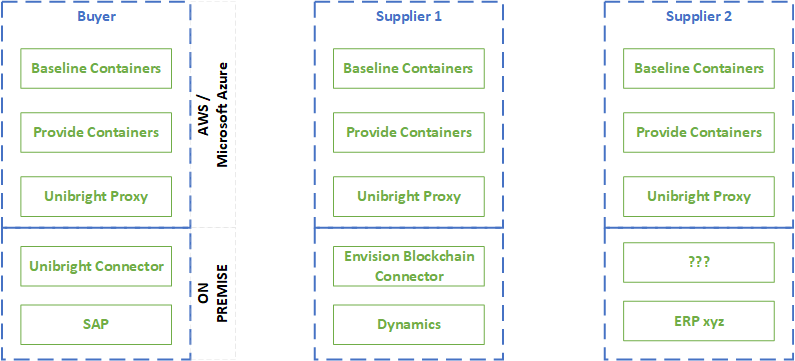 Buyer
Baseline Containers
Provide Containers
Unibright Proxy
Unibright Connector
SAP
AWS /
Microsoft Azure
ON
PREMISE
Supplier 1
Baseline Containers
Provide Containers
Unibright Proxy
Envision Blockchain
Connector
Dynamics
Supplier 2
Baseline Containers
Provide Containers
Unibright Proxy
???
ERP xyz